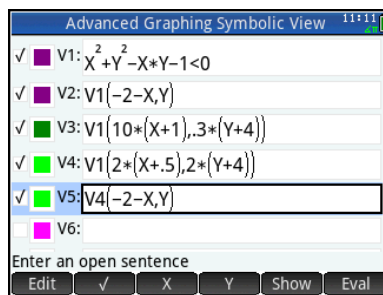 Advanced Graphing Symbolic View 11:11
√ V1: X²+Y²−X*Y−1<0
√ V2: V1(−2−X,Y)
√ V3: V1(10*(X+1),.3*(Y+4))
√ V4: V1(2*(X+.5),2*(Y+4))
√ V5: V4(−2−X,Y)
V6:
Enter an open sentence
Edit √ X Y Show Eval